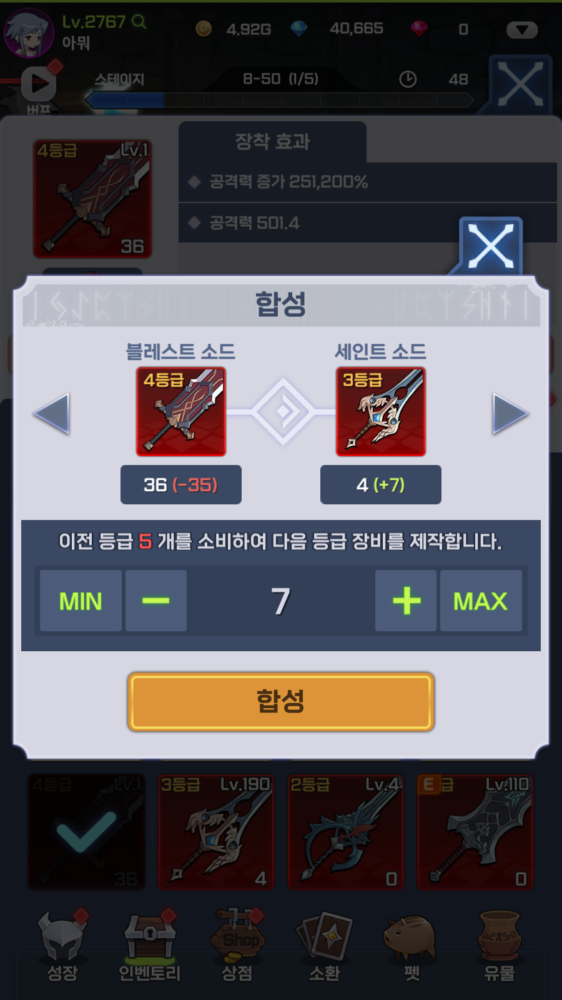 Lv.2767
4.92G
40,665
0
아뭐
스테이지
8-50 (1/5)
48
버프
장착 효과
4등급
Lv.1
36
공격력 증가 251,200%
공격력 501.4
합성
블레스트 소드
세인트 소드
4등급
3등급
36 (-35)
4 (+7)
이전 등급 5 개를 소비하여 다음 등급 장비를 제작합니다.
MIN
7
MAX
합성
4등급
Lv.1
36
3등급
Lv.190
4
2등급
Lv.4
0
E
급
Lv.110
0
Shop
성장
인벤토리
상점
소환
펫
유물